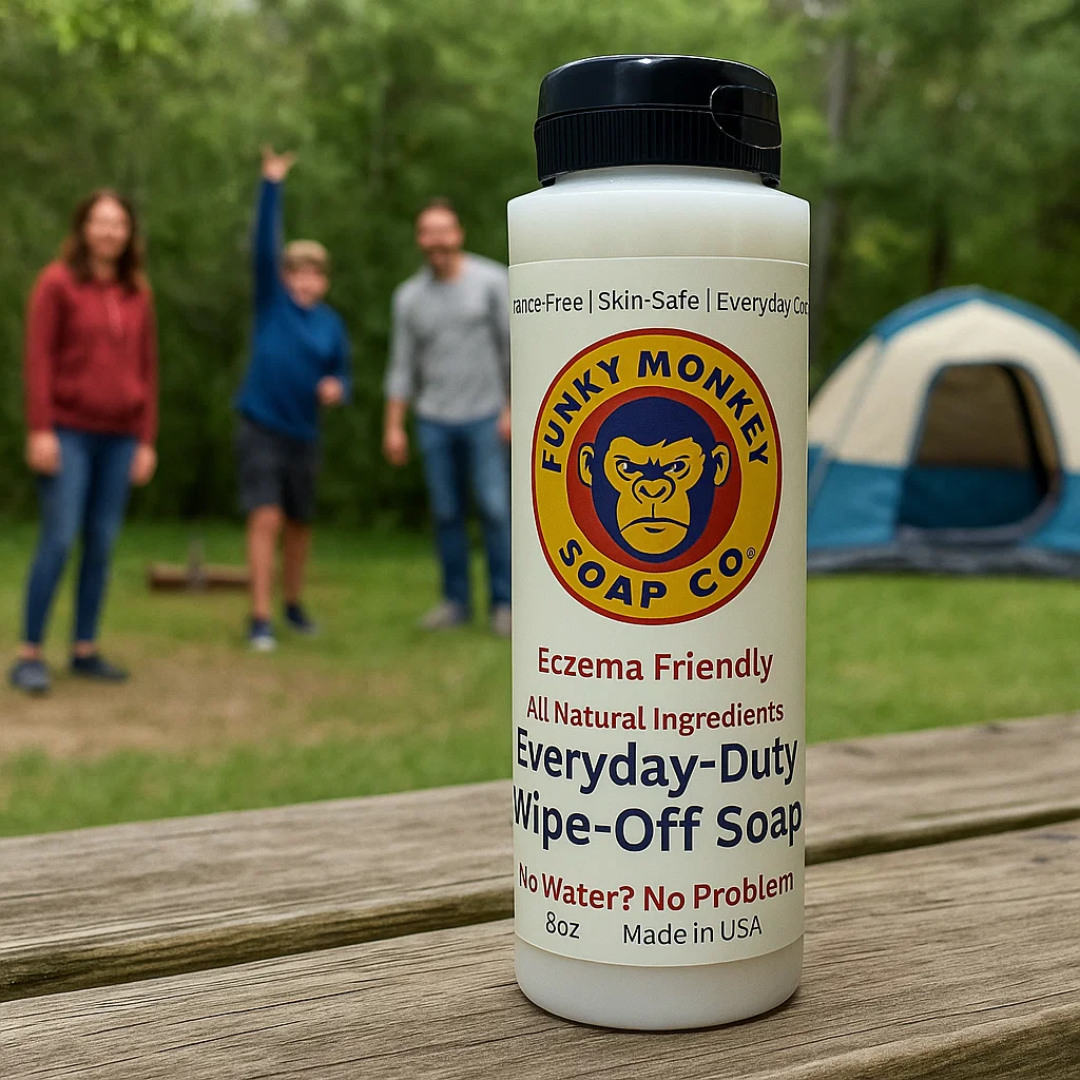 rance-Free | Skin-Safe | Everyday Coc
FUNKY MONKEY
SOAP CO.®
Eczema Friendly
All Natural Ingredients
Everyday-Duty
Wipe-Off Soap
No Water? No Problem
8oz Made in USA